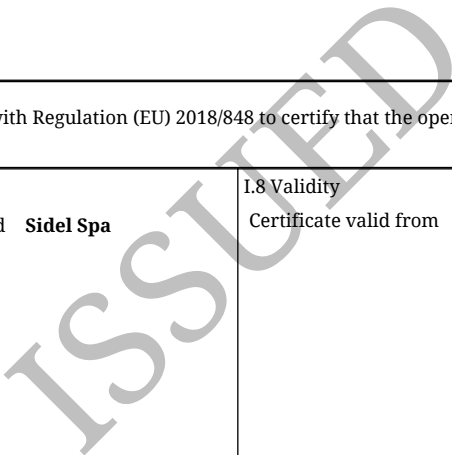 with Regulation (EU) 2018/848 to certify that the oper
I.8 Validity
Certificate valid from
Sidel Spa
ISSUED